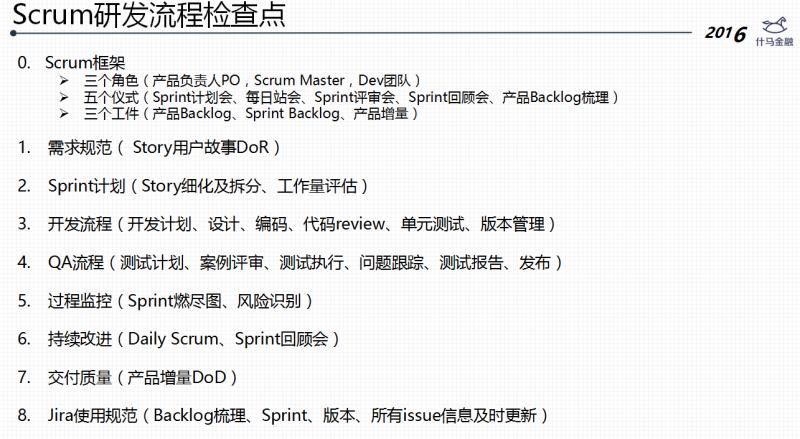 Scrum研发流程检查点
2016
什马金融
0. Scrum框架
➢ 三个角色（产品负责人PO，Scrum Master，Dev团队）
➢ 五个仪式（Sprint计划会、每日站会、Sprint评审会、Sprint回顾会、产品Backlog梳理）
➢ 三个工件（产品Backlog、Sprint Backlog、产品增量）
1. 需求规范（ Story用户故事DoR）
2. Sprint计划（Story细化及拆分、工作量评估）
3. 开发流程（开发计划、设计、编码、代码review、单元测试、版本管理）
4. QA流程（测试计划、案例评审、测试执行、问题跟踪、测试报告、发布）
5. 过程监控（Sprint燃尽图、风险识别）
6. 持续改进（Daily Scrum、Sprint回顾会）
7. 交付质量（产品增量DoD）
8. Jira使用规范（Backlog梳理、Sprint、版本、所有issue信息及时更新）